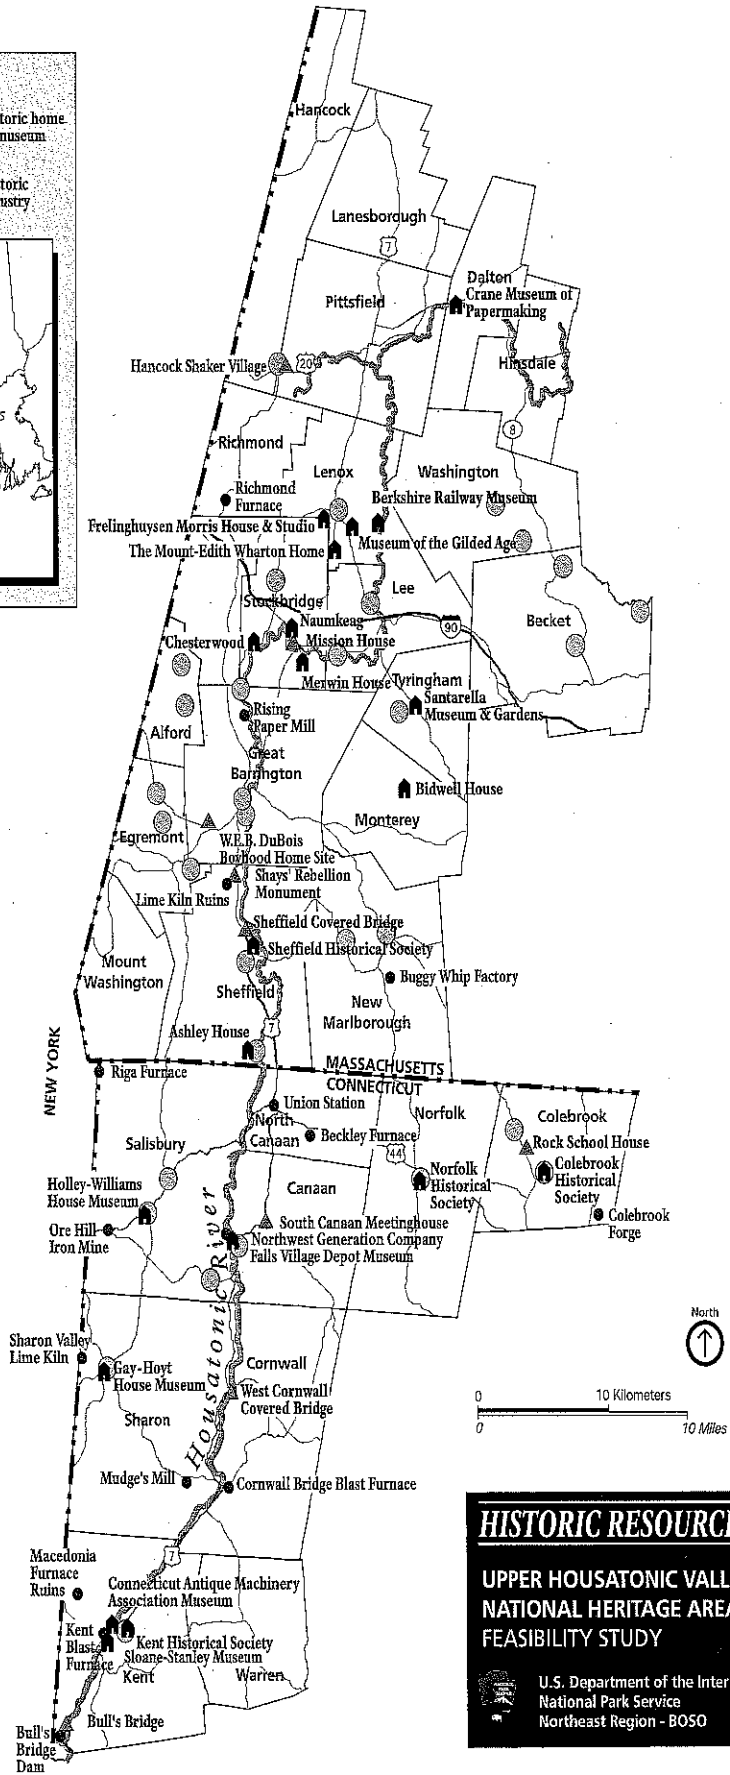 toric home
museum
toric
ustry
S
Hancock
Lanesborough
7
Pittsfield
Dalton
Crane Museum of
Papermaking
Hancock Shaker Village
20
Hinsdale
8
Richmond
Lenox
Washington
Richmond
Furnace
Berkshire Railway Museum
Frelinghuysen Morris House & Studio
Museum of the Gilded Age
The Mount-Edith Wharton Home
Lee
Stockbridge
Becket
90
Naumkeag
Chesterwood
Mission House
Merwin House
Tyringham
Santarella
Museum & Gardens
Rising
Paper Mill
Alford
Great
Barrington
Bidwell House
Monterey
Egremont
W.E.B. DuBois
Boyhood Home Site
Shays' Rebellion
Monument
Lime Kiln Ruins
Sheffield Covered Bridge
Sheffield Historical Society
Mount
Washington
Buggy Whip Factory
Sheffield
New
Marlborough
7
Ashley House
NEW YORK
MASSACHUSETTS
CONNECTICUT
Riga Furnace
Union Station
North
Canaan
Norfolk
Colebrook
Salisbury
Beckley Furnace
44
Rock School House
Holley-Williams
House Museum
Canaan
Norfolk
Historical
Society
Colebrook
Historical
Society
Ore Hill
Iron Mine
South Canaan Meetinghouse
Northwest Generation Company
Falls Village Depot Museum
Colebrook
Forge
Housatonic River
Sharon Valley
Lime Kiln
Gay-Hoyt
House Museum
Cornwall
North
West Cornwall
Covered Bridge
Sharon
0
10 Kilometers
0
10 Miles
Mudge's Mill
Cornwall Bridge Blast Furnace
7
Macedonia
Furnace
Ruins
Connecticut Antique Machinery
Association Museum
Kent
Blast
Furnace
Kent Historical Society
Sloane-Stanley Museum
Kent
Warren
Bull's Bridge
Bull's
Bridge
Dam
HISTORIC RESOURC
UPPER HOUSATONIC VALL
NATIONAL HERITAGE AREA
FEASIBILITY STUDY
U.S. Department of the Inter
National Park Service
Northeast Region - BOSO